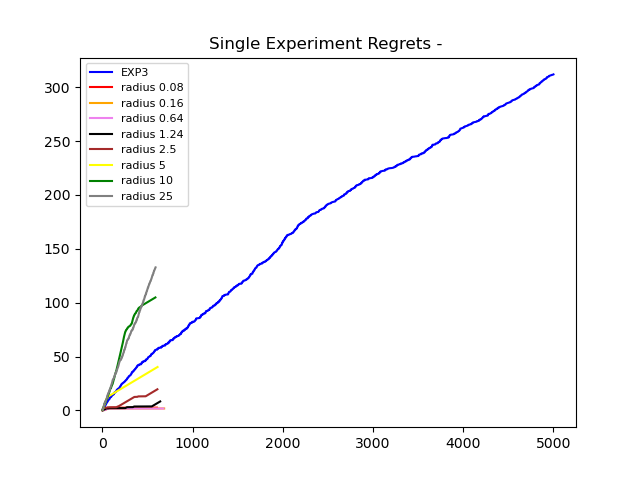 Single Experiment Regrets -
EXP3
radius 0.08
radius 0.16
radius 0.64
radius 1.24
radius 2.5
radius 5
radius 10
radius 25
300
250
200
150
100
50
0
0 1000 2000 3000 4000 5000